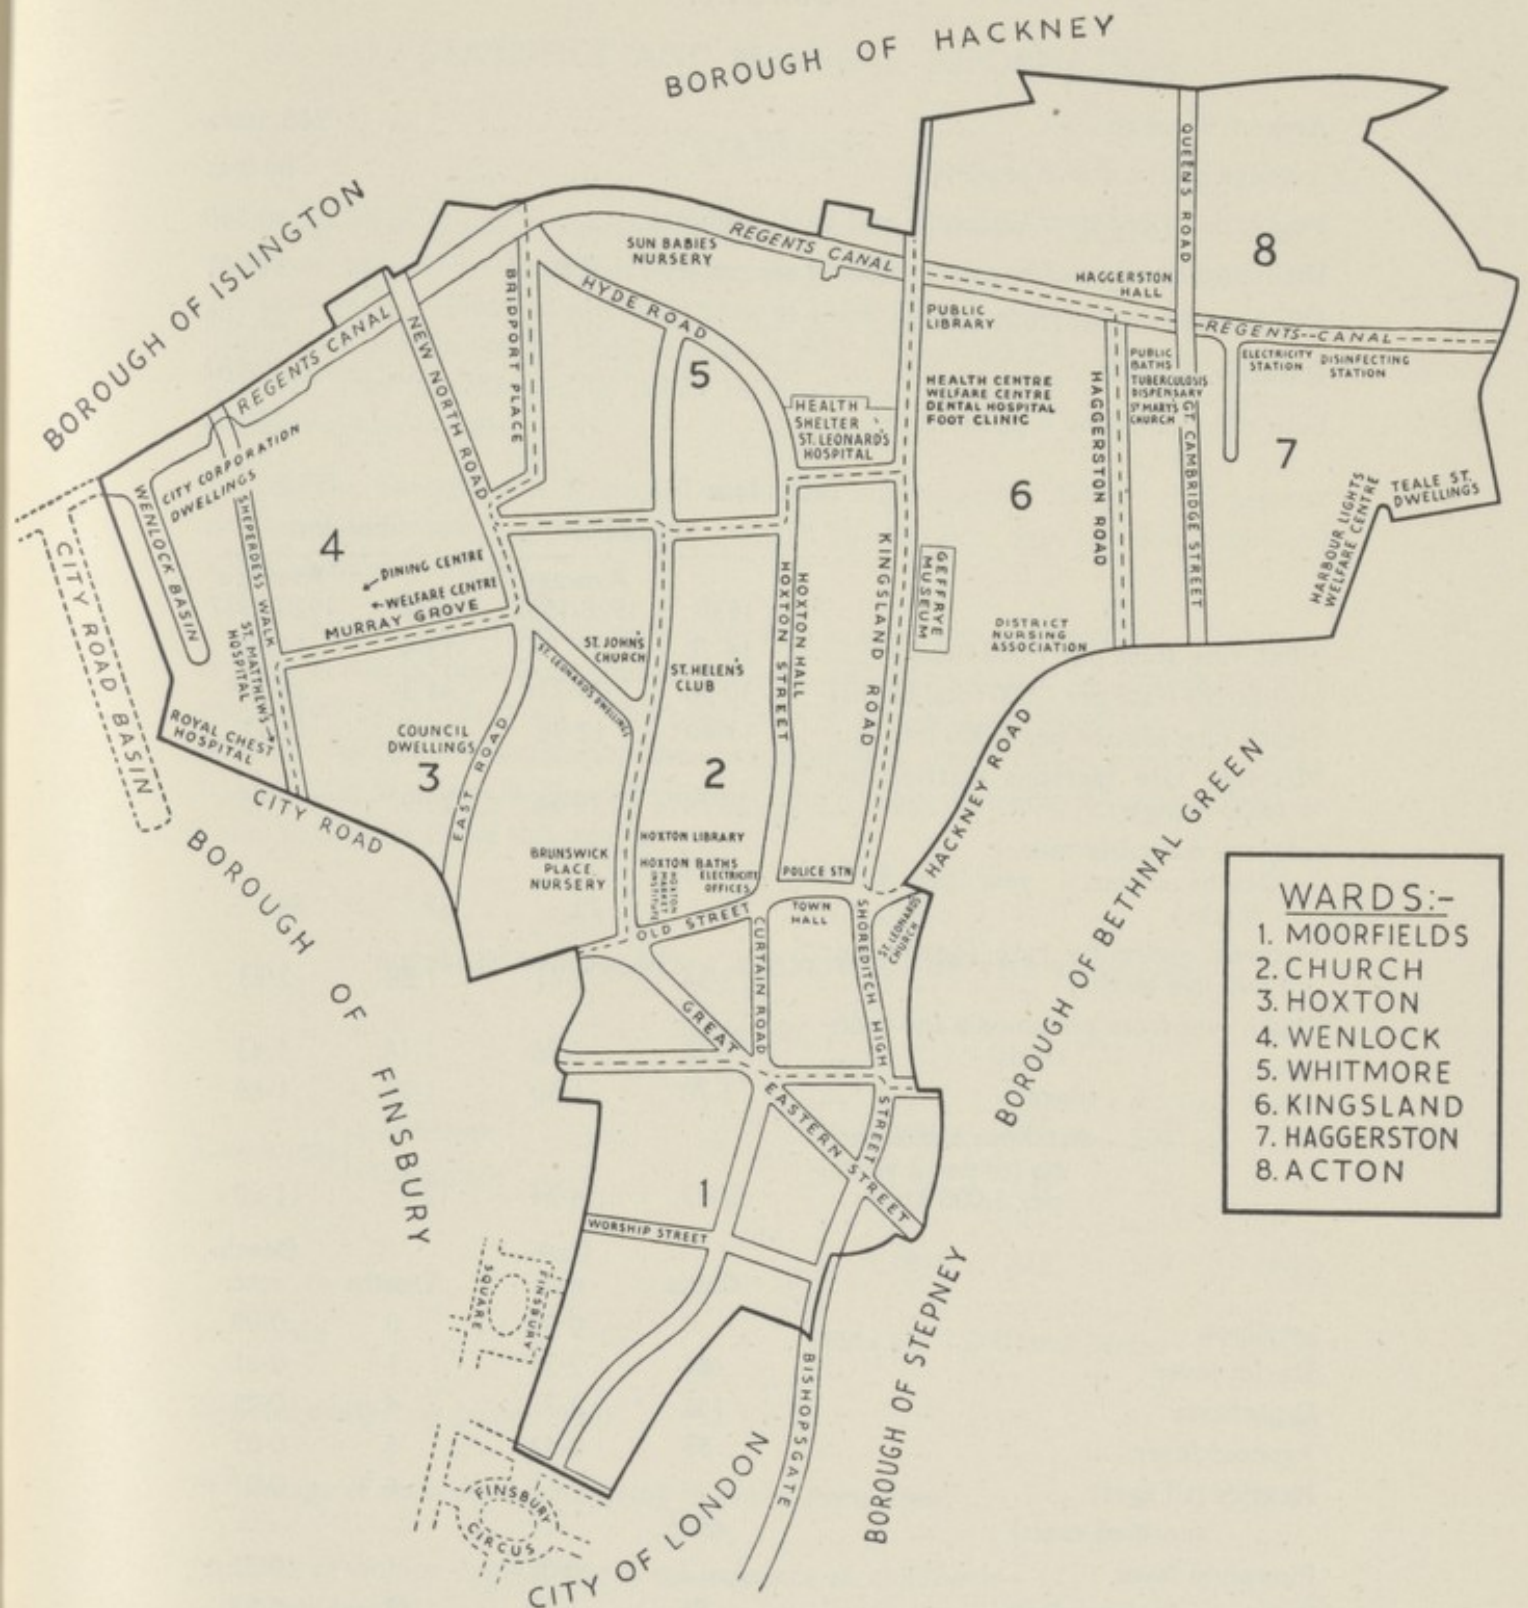 BOROUGH OF HACKNEY
BOROUGH OF ISLINGTON
QUEENS ROAD
8
REGENTS CANAL
SUN BABIES
NURSERY
HAGGERSTON
HALL
BRIDPORT PLACE
HYDE ROAD
PUBLIC
LIBRARY
REGENTS CANAL
NEW NORTH ROAD
REGENTS--CANAL
PUBLIC
BATHS
ELECTRICITY
STATION
DISINFECTING
STATION
5
HEALTH CENTRE
WELFARE CENTRE
DENTAL HOSPITAL
FOOT CLINIC
TUBERCULOSIS
DISPENSARY
ST MARY'S
CHURCH
HEALTH
SHELTER
ST. LEONARD'S
HOSPITAL
HAGGERSTON ROAD
GT. CAMBRIDGE STREET
7
CITY CORPORATION
DWELLINGS
WENLOCK BASIN
SHEPERDESS WALK
TEALE ST.
DWELLINGS
HARBOUR LIGHTS
WELFARE CENTRE
6
4
DINING CENTRE
WELFARE CENTRE
MURRAY GROVE
CITY ROAD BASIN
KINGSLAND ROAD
GEFFRYE
MUSEUM
HOXTON STREET
HOXTON HALL
DISTRICT
NURSING
ASSOCIATION
ST. MATTHEW'S
HOSPITAL
ST. JOHN'S
CHURCH
ST. HELEN'S
CLUB
ST. LEONARDS DWELLINGS
ROYAL CHEST
HOSPITAL
COUNCIL
DWELLINGS
3
EAST ROAD
2
HACKNEY ROAD
CITY ROAD
BOROUGH OF BETHNAL GREEN
HOXTON LIBRARY
BRUNSWICK
PLACE
NURSERY
HOXTON BATHS
HOXTON
MARKET
INSTITUTE
ELECTRICITY
OFFICES
POLICE STN
OLD STREET
TOWN
HALL
ST LEONARDS
CHURCH
CURTAIN ROAD
SHOREDITCH HIGH STREET
BOROUGH OF FINSBURY
GREAT EASTERN STREET
1
WORSHIP STREET
FINSBURY
SQUARE
BISHOPSGATE
BOROUGH OF STEPNEY
FINSBURY
CIRCUS
CITY OF LONDON
WARDS:-
1. MOORFIELDS
2. CHURCH
3. HOXTON
4. WENLOCK
5. WHITMORE
6. KINGSLAND
7. HAGGERSTON
8. ACTON